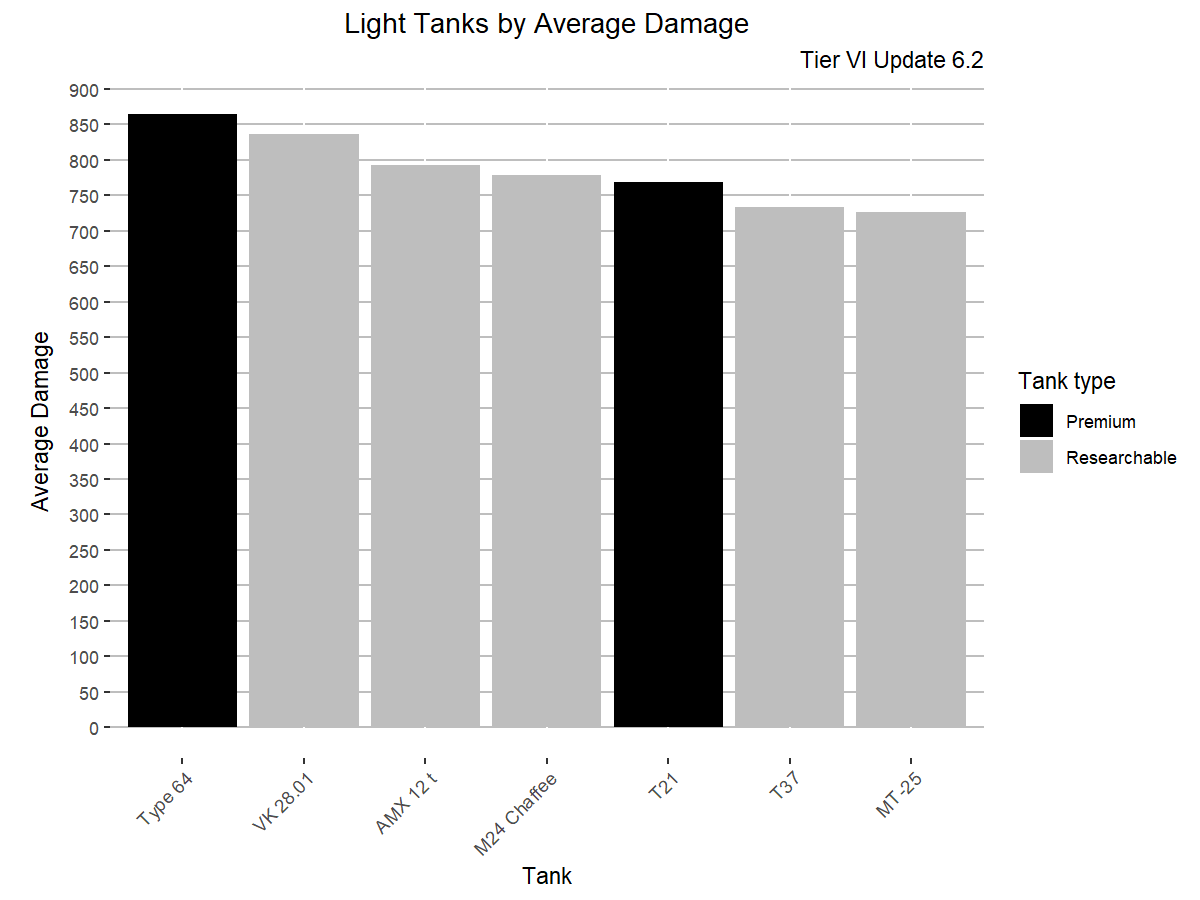 Light Tanks by Average Damage
Tier VI Update 6.2
900
850
800
750
700
650
600
550
500
450
400
350
300
250
200
150
100
50
0
Average Damage
Type 64
VK 28.01
AMX 12 t
M24 Chaffee
T21
T37
MT-25
Tank
Tank type
Premium
Researchable